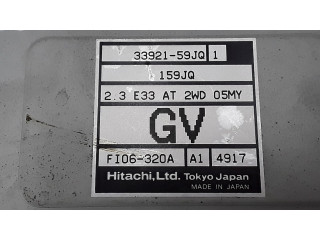 33921-59JQ 1
159JQ
2.3 E33 AT 2WD 05MY
GV
FI06-320A A1 4917
Hitachi, Ltd. Tokyo Japan
MADE IN JAPAN